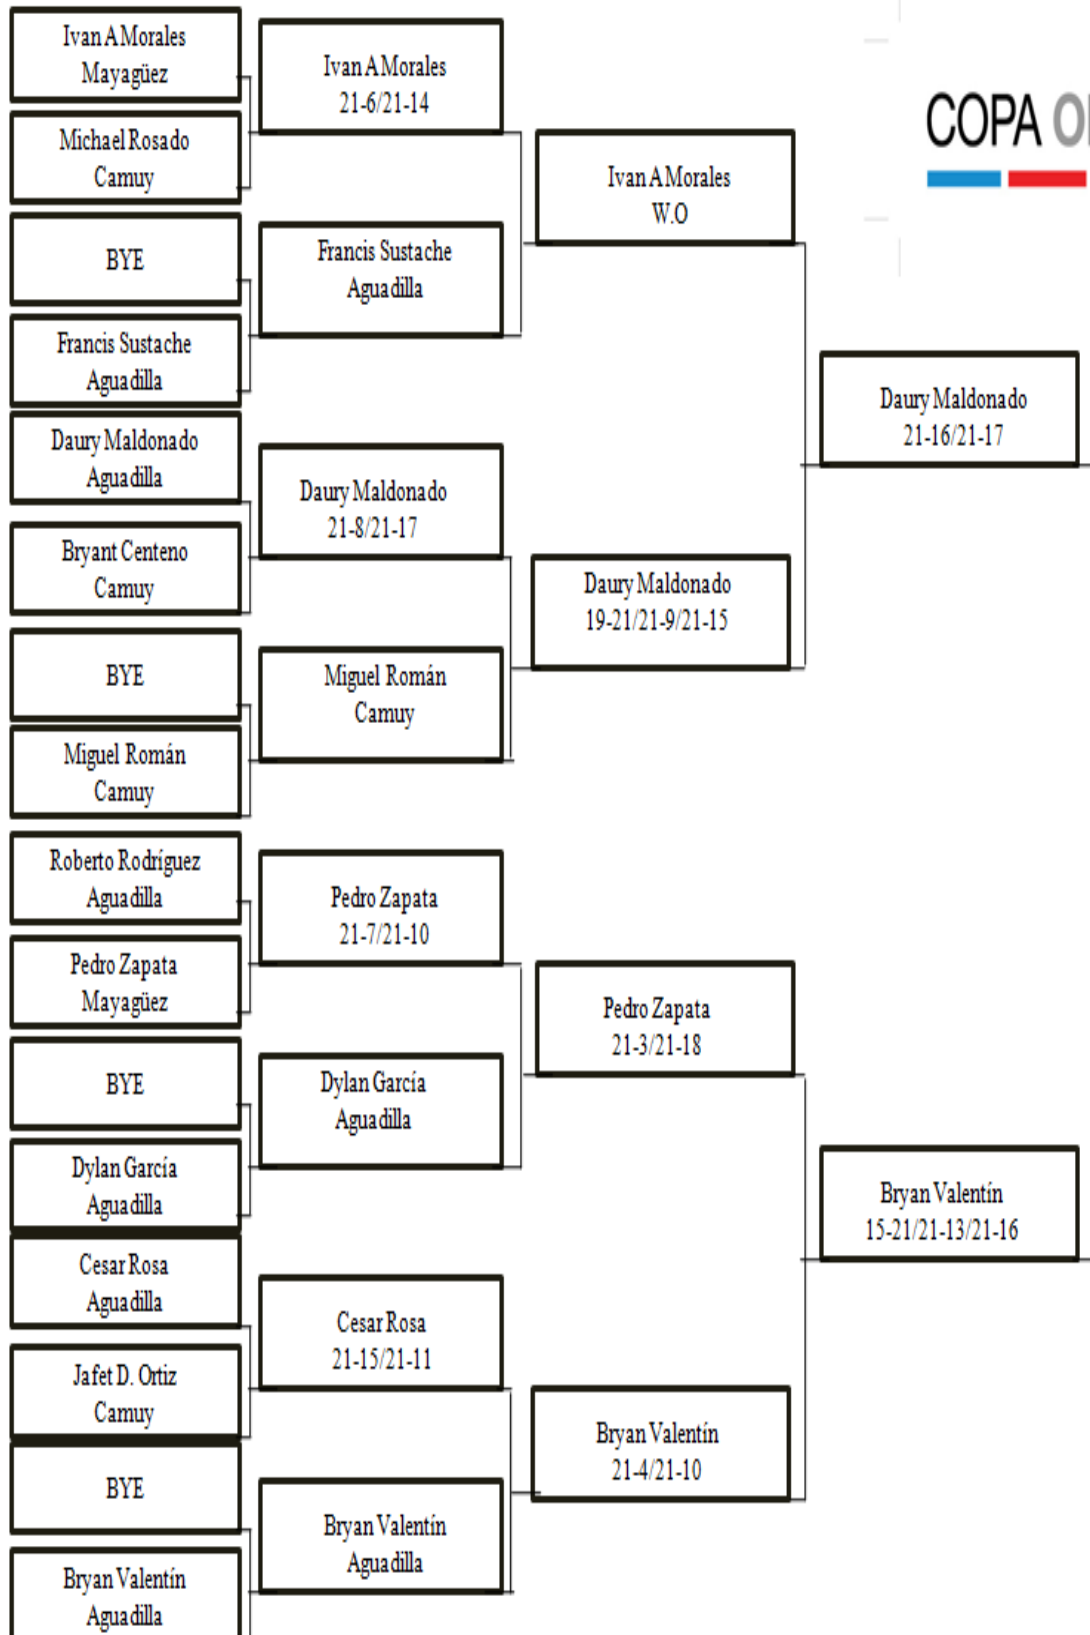 Ivan A Morales
Mayagüez
Michael Rosado
Camuy
BYE
Francis Sustache
Aguadilla
Daury Maldonado
Aguadilla
Bryant Centeno
Camuy
BYE
Miguel Román
Camuy
Roberto Rodríguez
Aguadilla
Pedro Zapata
Mayagüez
BYE
Dylan García
Aguadilla
Cesar Rosa
Aguadilla
Jafet D. Ortiz
Camuy
BYE
Bryan Valentín
Aguadilla
Ivan A Morales
21-6/21-14
Francis Sustache
Aguadilla
Daury Maldonado
21-8/21-17
Miguel Román
Camuy
Pedro Zapata
21-7/21-10
Dylan García
Aguadilla
Cesar Rosa
21-15/21-11
Bryan Valentín
Aguadilla
Ivan A Morales
W.O
Daury Maldonado
19-21/21-9/21-15
Pedro Zapata
21-3/21-18
Bryan Valentín
21-4/21-10
Daury Maldonado
21-16/21-17
Bryan Valentín
15-21/21-13/21-16
COPA